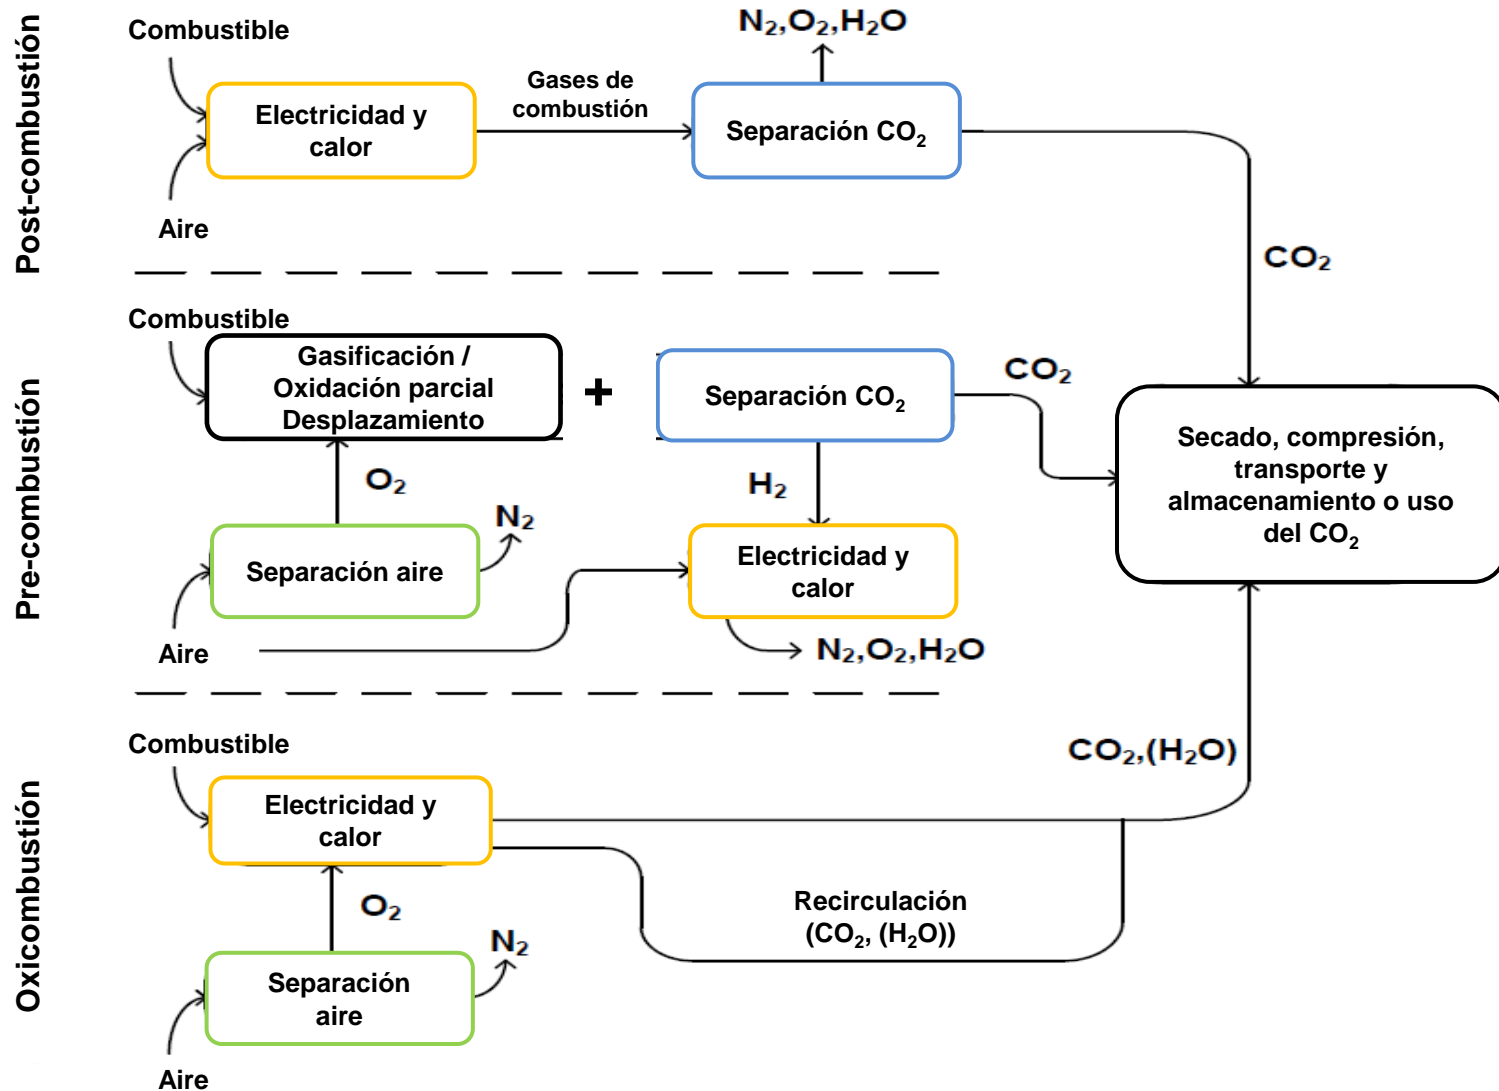 Post-combustión
Combustible
Aire
Electricidad y
calor
Gases de
combustión
N₂,O₂,H₂O
Separación CO₂
CO₂
Pre-combustión
Combustible
Gasificación /
Oxidación parcial
Desplazamiento
+
Separación CO₂
CO₂
O₂
N₂
H₂
Separación aire
Aire
Electricidad y
calor
N₂,O₂,H₂O
Secado, compresión,
transporte y
almacenamiento o uso
del CO₂
Oxicombustión
Combustible
Electricidad y
calor
CO₂,(H₂O)
O₂
N₂
Recirculación
(CO₂, (H₂O))
Separación
aire
Aire